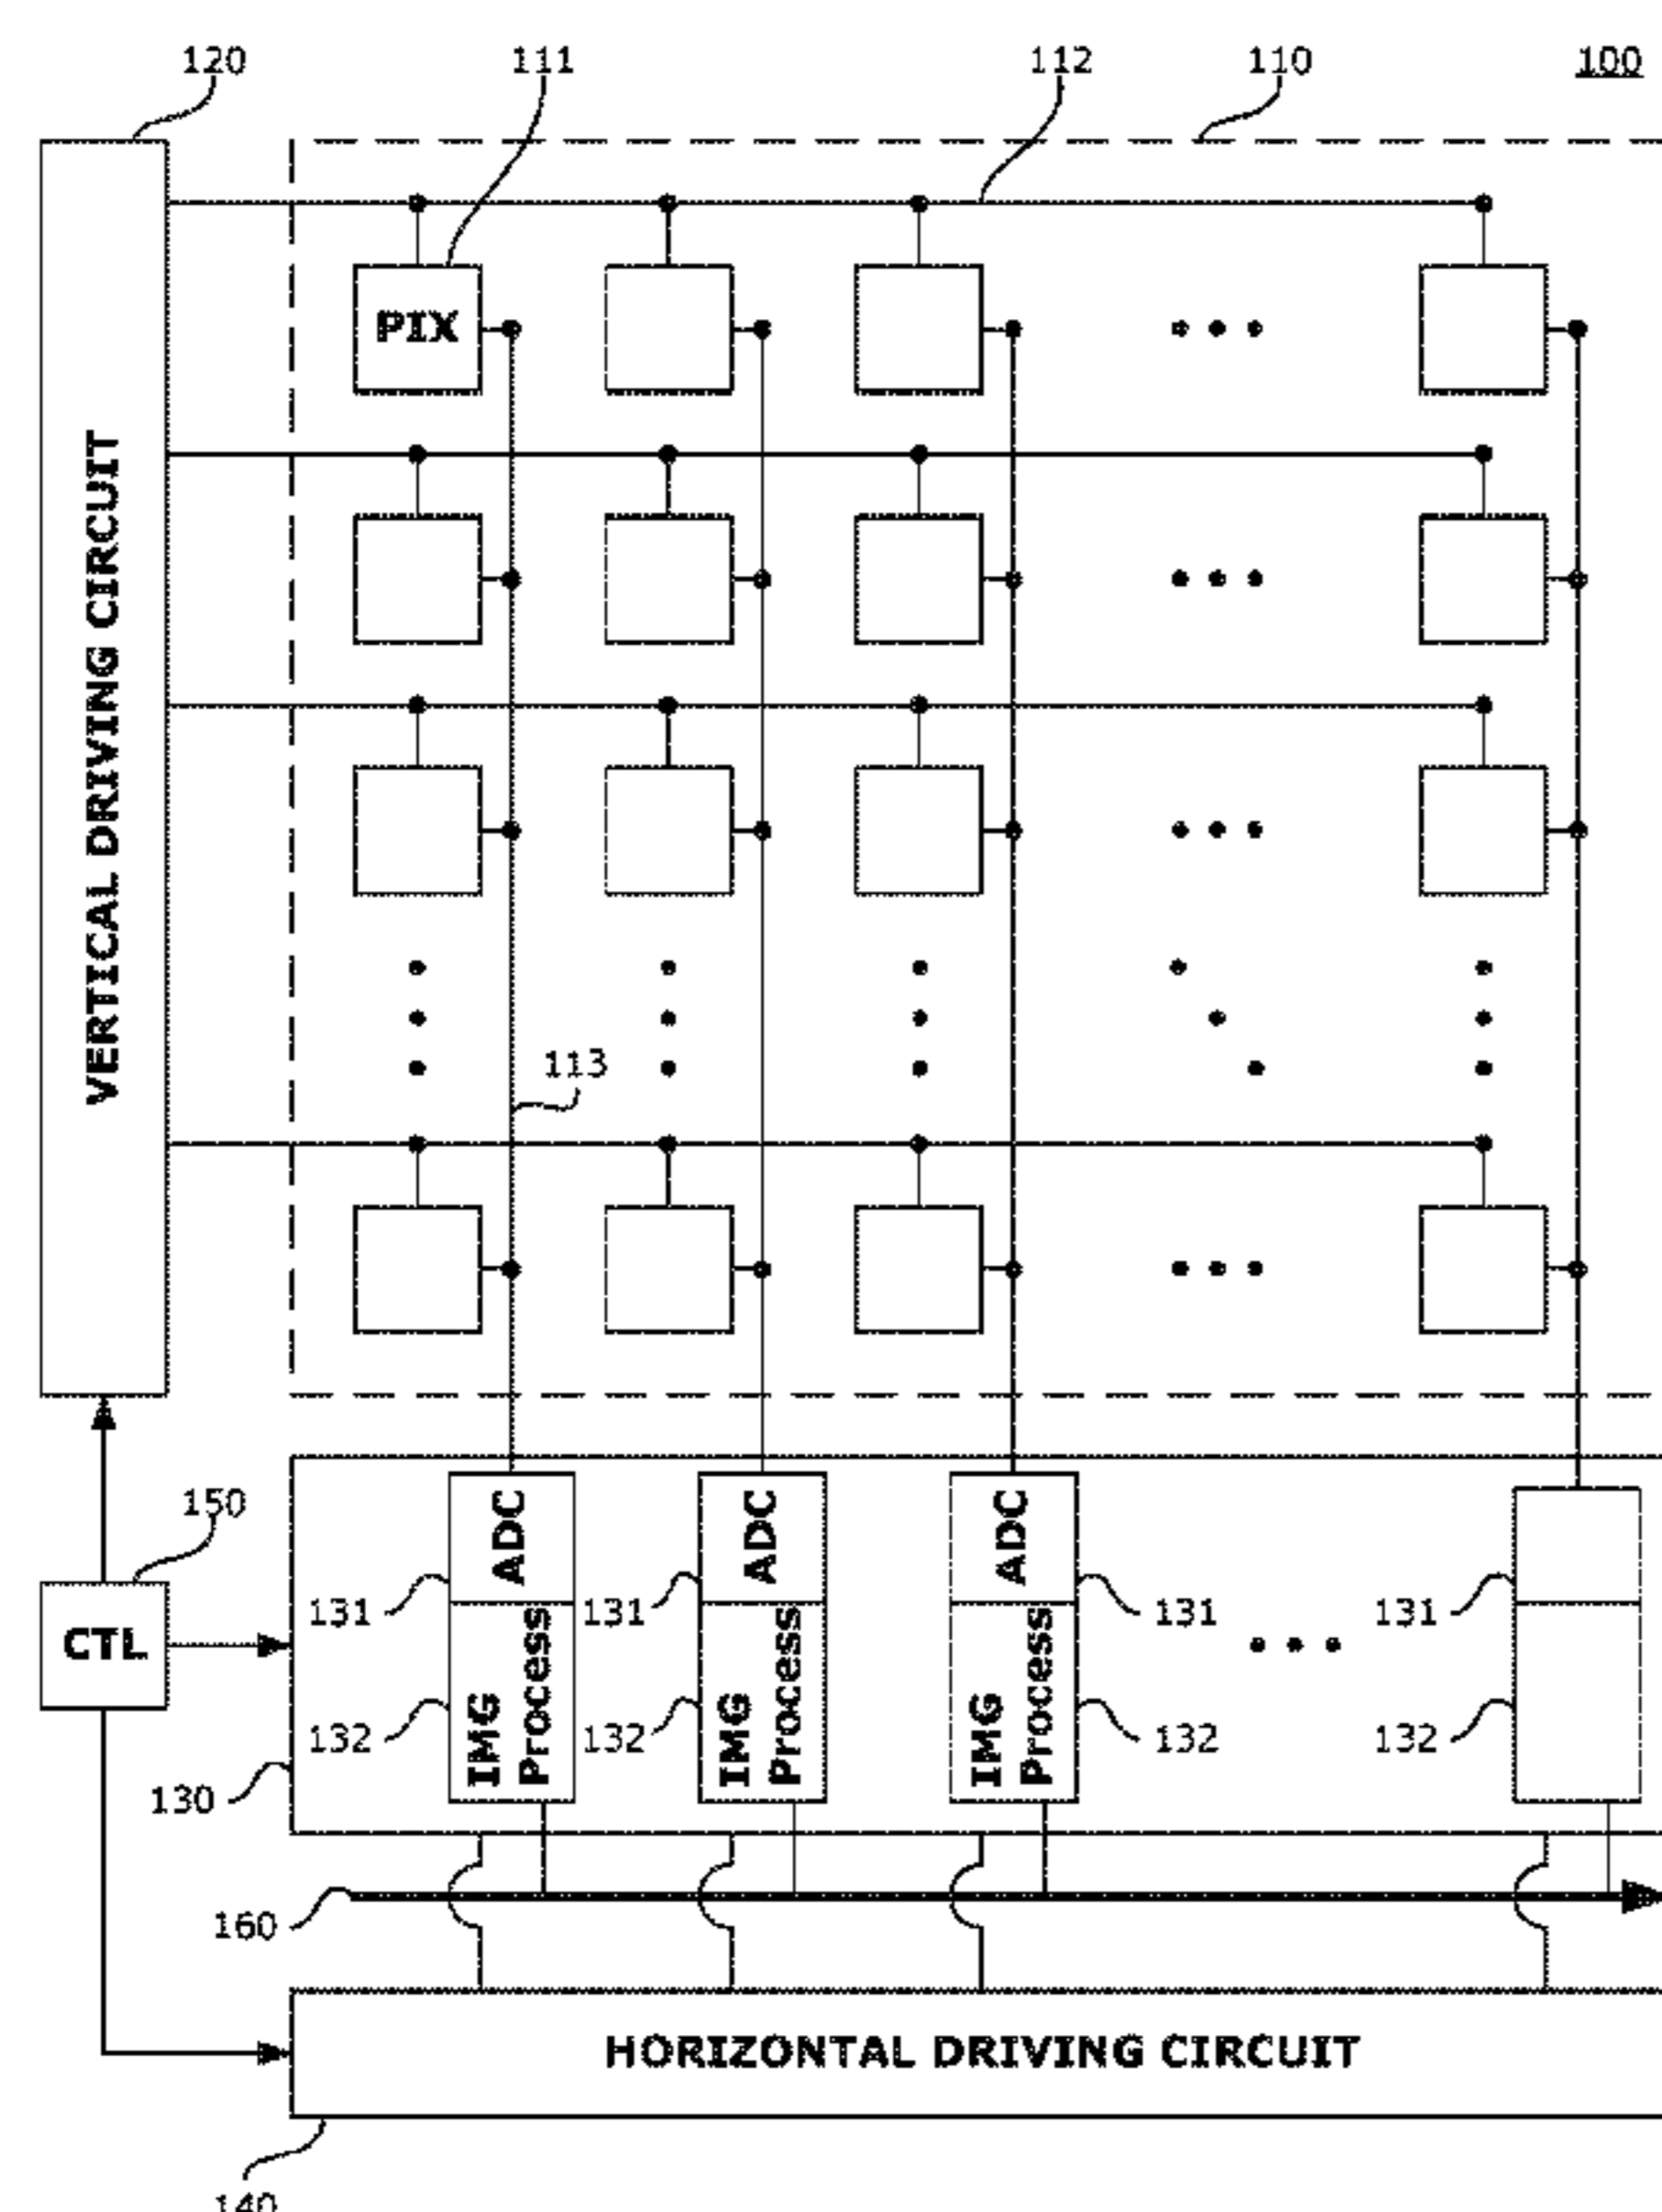 120
111
112
110
100
PIX
VERTICAL DRIVING CIRCUIT
113
150
CTL
ADC
ADC
ADC
131
131
131
131
IMG Process
IMG Process
IMG Process
132
132
132
132
130
160
HORIZONTAL DRIVING CIRCUIT
140